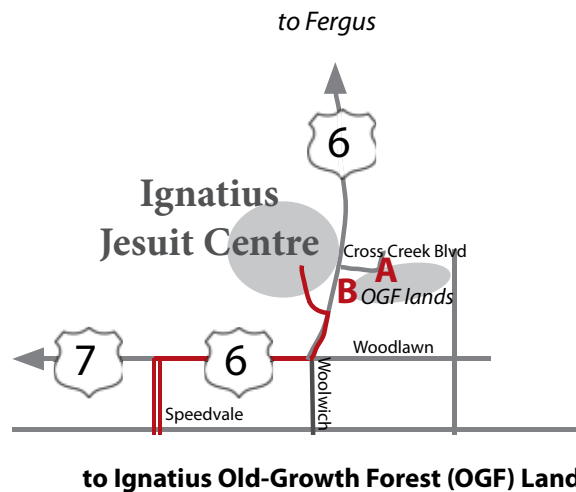 to Fergus
6
Ignatius
Jesuit Centre
Cross Creek Blvd
A
B
OGF lands
7
6
Woodlawn
Woolwich
Speedvale
to Ignatius Old-Growth Forest (OGF) Land